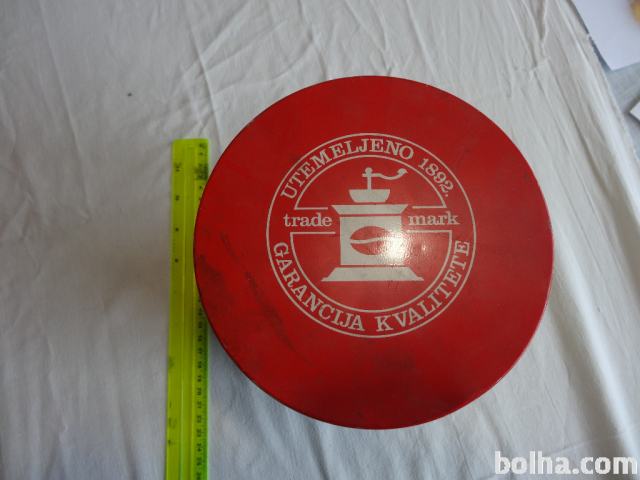 UTEMELJENO 1892.
trade mark
GARANCIJA KVALITETE
bolha.com